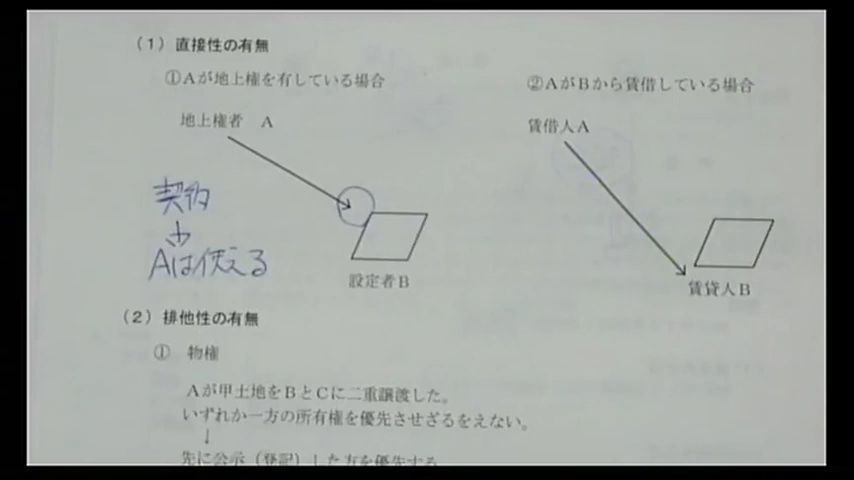 (1) 直接性の有無
①Aが地上権を有している場合
②AがBから賃借している場合
地上権者 A
賃借人A
契約
↓
Aは使える
設定者B
賃貸人B
(2) 排他性の有無
① 物権
Aが甲土地をBとCに二重譲渡した。
いずれか一方の所有権を優先させざるをえない。
↓
先に公示(登記)した方を優先する